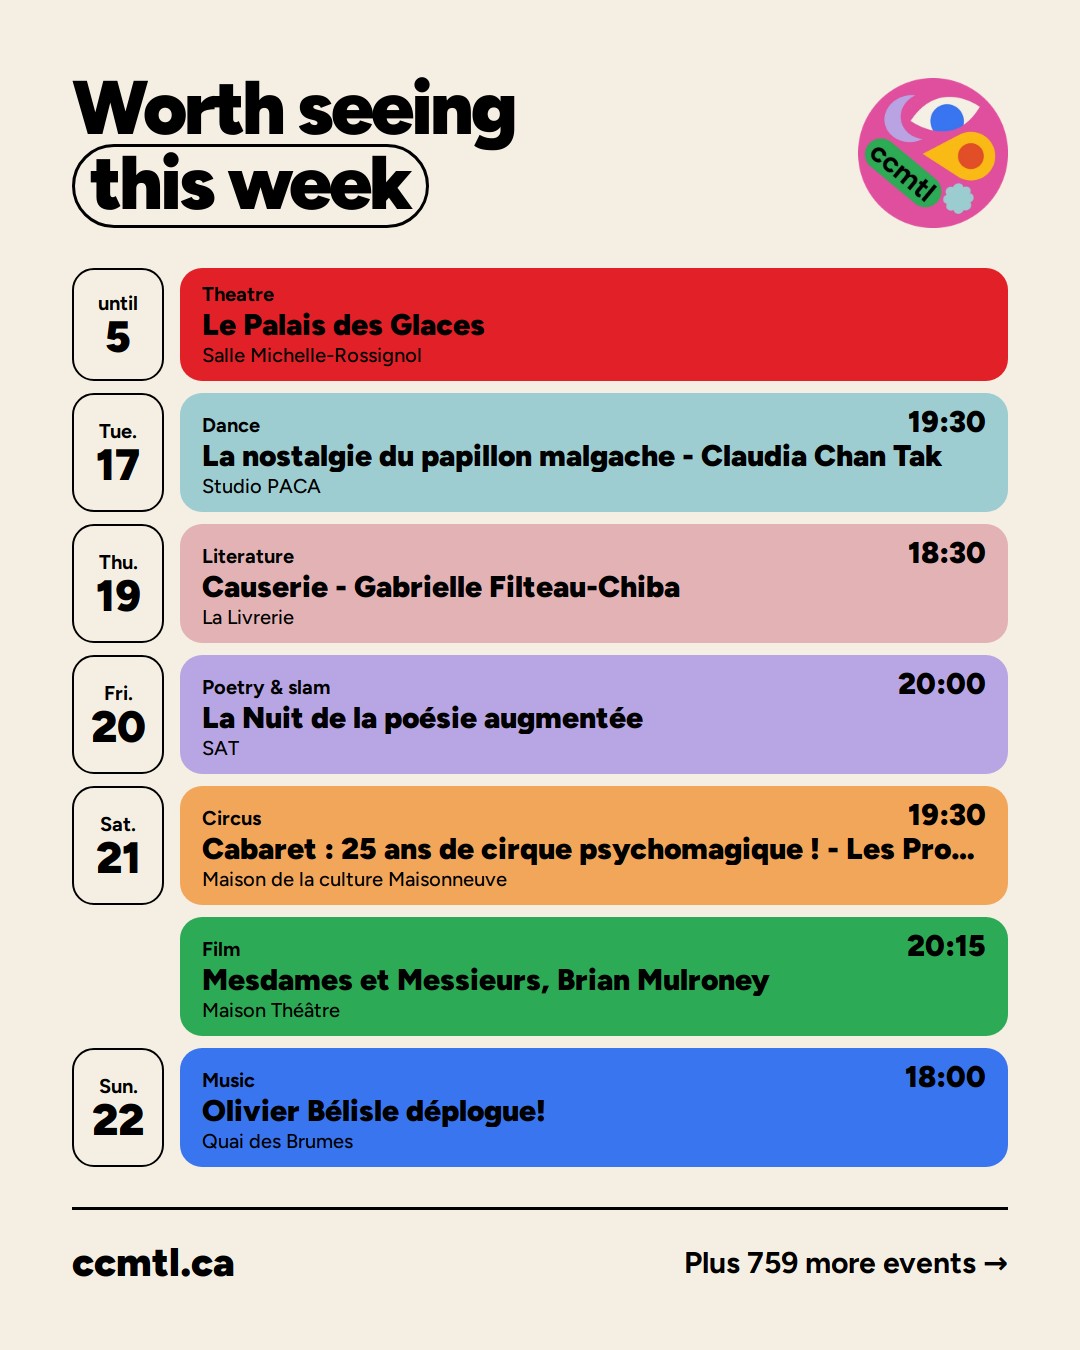 Worth seeing
this week
ccmtl
until
5
Theatre
Le Palais des Glaces
Salle Michelle-Rossignol
Tue.
17
Dance
19:30
La nostalgie du papillon malgache - Claudia Chan Tak
Studio PACA
Thu.
19
Literature
18:30
Causerie - Gabrielle Filteau-Chiba
La Livrerie
Fri.
20
Poetry & slam
20:00
La Nuit de la poésie augmentée
SAT
Sat.
21
Circus
19:30
Cabaret : 25 ans de cirque psychomagique ! - Les Pro...
Maison de la culture Maisonneuve
Film
20:15
Mesdames et Messieurs, Brian Mulroney
Maison Théâtre
Sun.
22
Music
18:00
Olivier Bélisle déplogue!
Quai des Brumes
ccmtl.ca
Plus 759 more events →